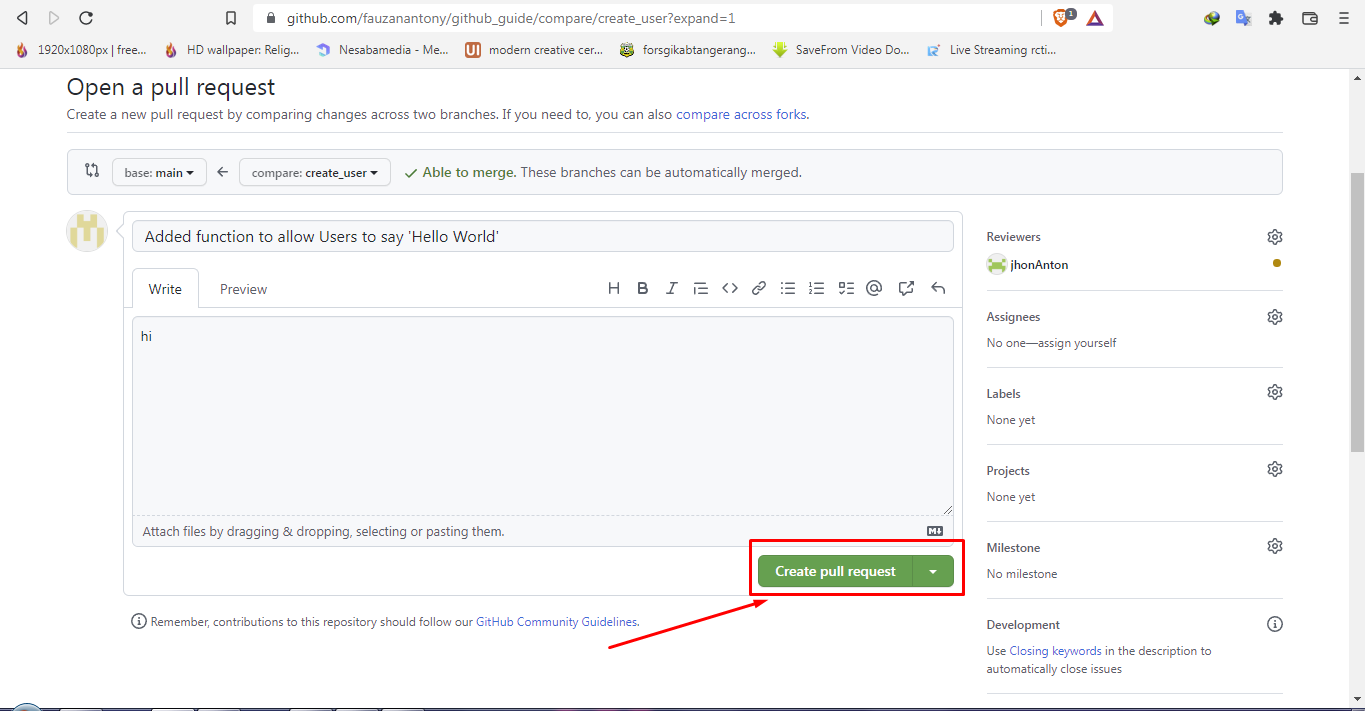 github.com/fauzanantony/github_guide/compare/create_user?expand=1
1
1920x1080px | free...
HD wallpaper: Relig...
Nesabamedia - Me...
UI
modern creative cer...
forsgikabtangerang...
SaveFrom Video Do...
Live Streaming rcti...
Open a pull request
Create a new pull request by comparing changes across two branches. If you need to, you can also compare across forks.
base: main
compare: create_user
Able to merge. These branches can be automatically merged.
Added function to allow Users to say 'Hello World'
Write
Preview
H B I
hi
Attach files by dragging & dropping, selecting or pasting them.
Create pull request
Remember, contributions to this repository should follow our GitHub Community Guidelines.
Reviewers
jhonAnton
Assignees
No one—assign yourself
Labels
None yet
Projects
None yet
Milestone
No milestone
Development
Use Closing keywords in the description to
automatically close issues